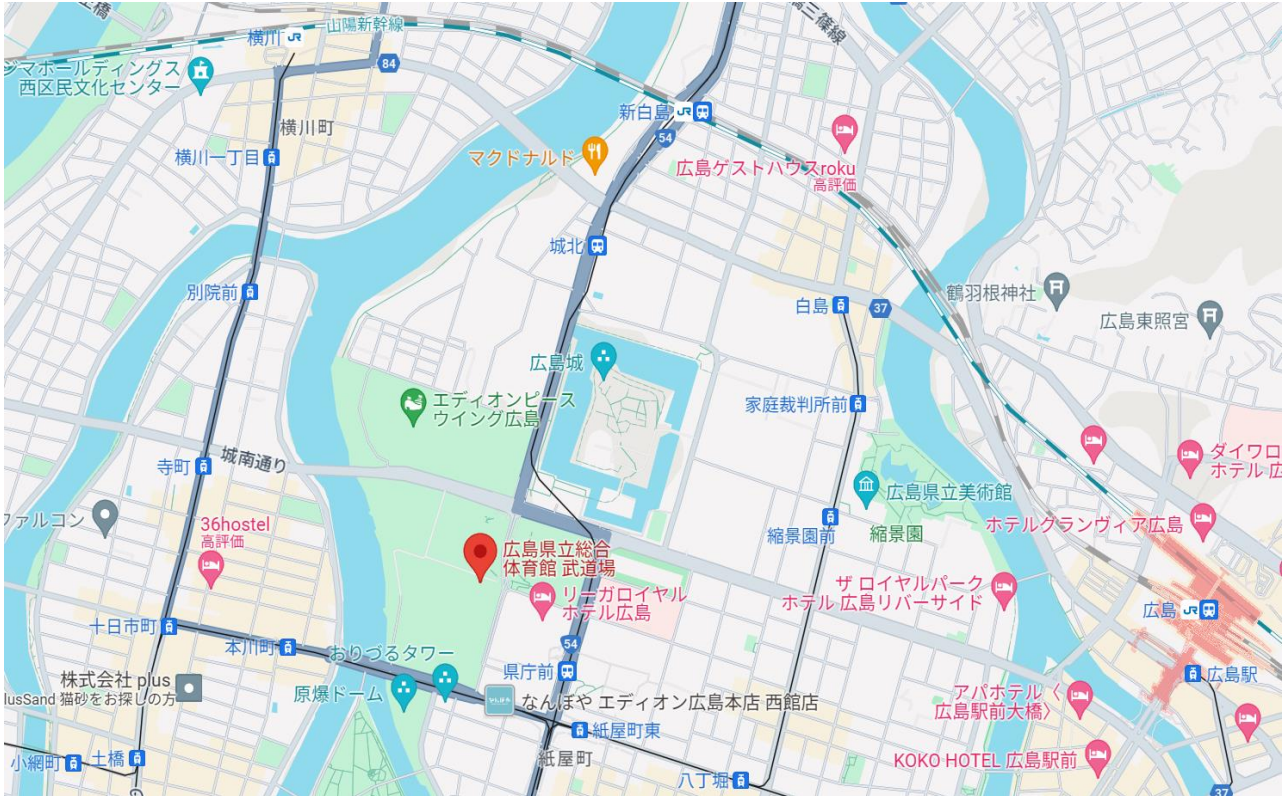 山陽新幹線
横川
84
ジマホールディングス
西区民文化センター
横川町
横川一丁目
新白島
54
マクドナルド
広島ゲストハウスroku
高評価
城北
別院前
白島
37
鶴羽根神社
広島東照宮
広島城
エディオンピース
ウイング広島
家庭裁判所前
城南通り
寺町
広島県立美術館
ダイワロ
ホテル 広
ファルコン
36hostel
高評価
縮景園前
縮景園
ホテルグランヴィア広島
広島県立総合
体育館 武道場
リーガロイヤル
ホテル広島
ザ ロイヤルパーク
ホテル 広島リバーサイド
広島
JR
十日市町
本川町
おりづるタワー
54
県庁前
広島駅
株式会社 plus
lusSand 猫砂をお探しの方
原爆ドーム
なんぼや エディオン広島本店 西館店
アパホテル〈
広島駅前大橋〉
紙屋町東
小網町
土橋
紙屋町
八丁堀
KOKO HOTEL 広島駅前
37